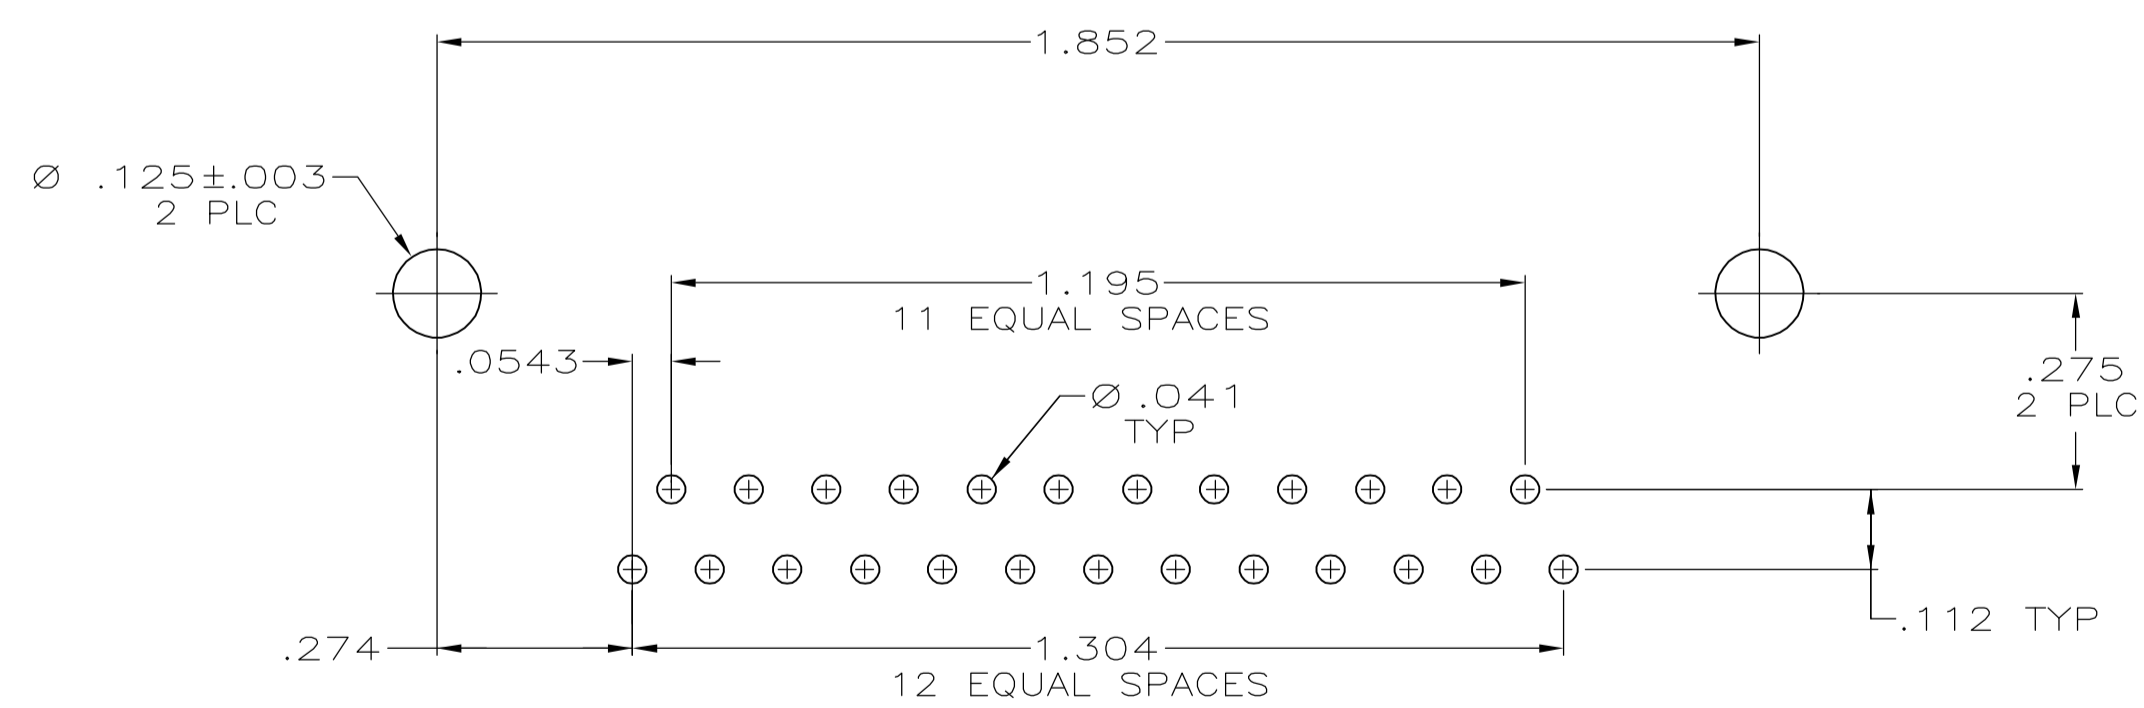 1.852
Ø .125±.003
2 PLC
1.195
11 EQUAL SPACES
.0543
.275
2 PLC
Ø .041
TYP
.112 TYP
.274
1.304
12 EQUAL SPACES